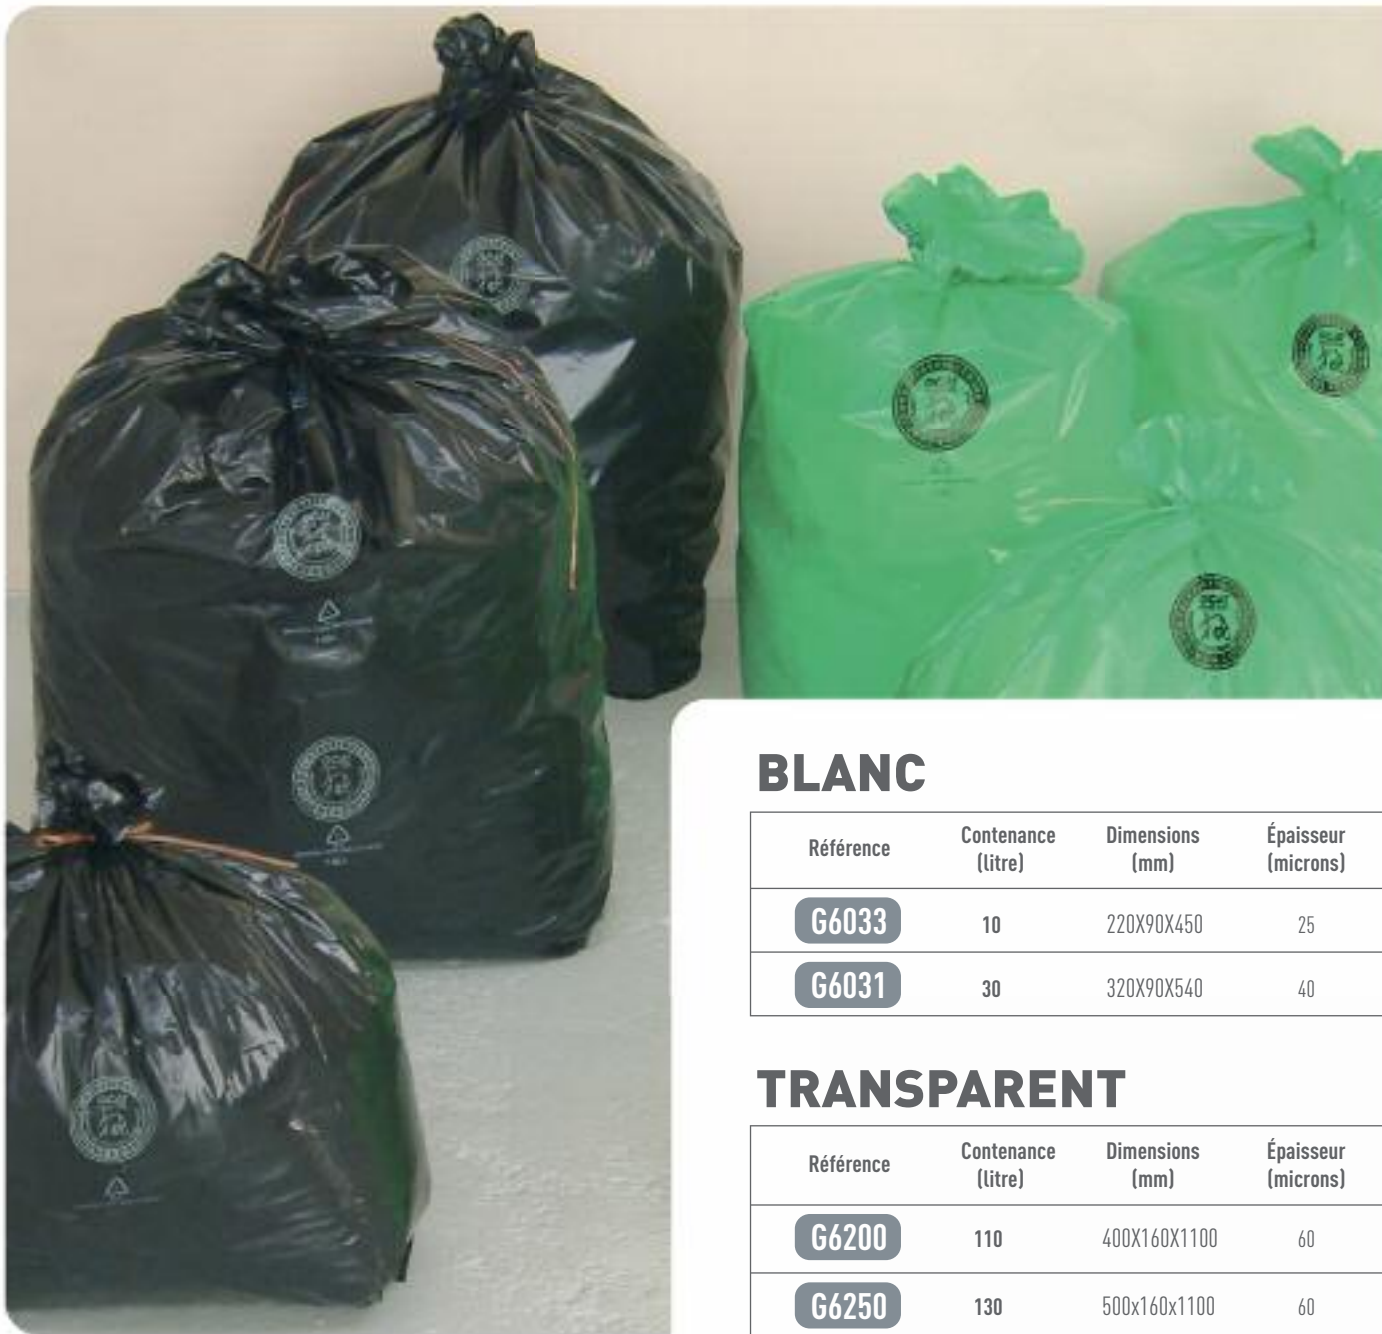 BLANC
Référence Contenance (litre) Dimensions (mm) Épaisseur (microns)
G6033 10 220X90X450 25
G6031 30 320X90X540 40
TRANSPARENT
Référence Contenance (litre) Dimensions (mm) Épaisseur (microns)
G6200 110 400X160X1100 60
G6250 130 500x160x1100 60